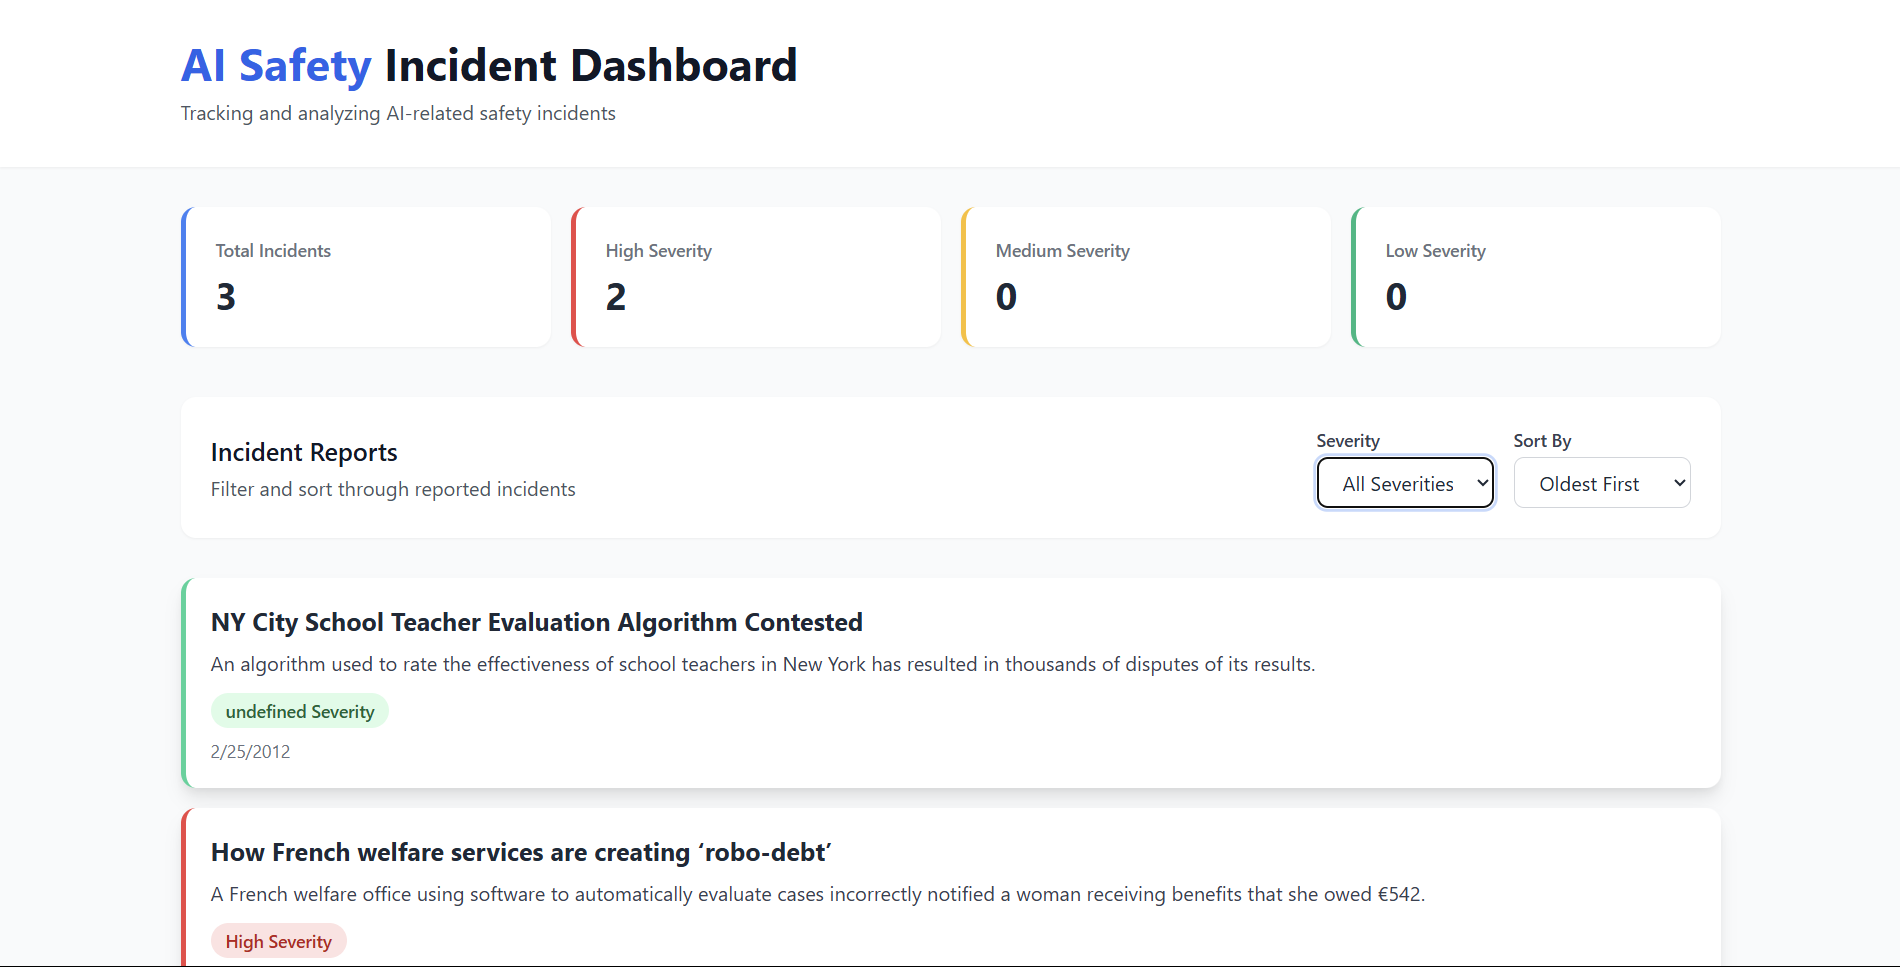 AI Safety Incident Dashboard
Tracking and analyzing AI-related safety incidents
Total Incidents
3
High Severity
2
Medium Severity
0
Low Severity
0
Incident Reports
Filter and sort through reported incidents
Severity
All Severities
Sort By
Oldest First
NY City School Teacher Evaluation Algorithm Contested
An algorithm used to rate the effectiveness of school teachers in New York has resulted in thousands of disputes of its results.
undefined Severity
2/25/2012
How French welfare services are creating ‘robo-debt’
A French welfare office using software to automatically evaluate cases incorrectly notified a woman receiving benefits that she owed €542.
High Severity